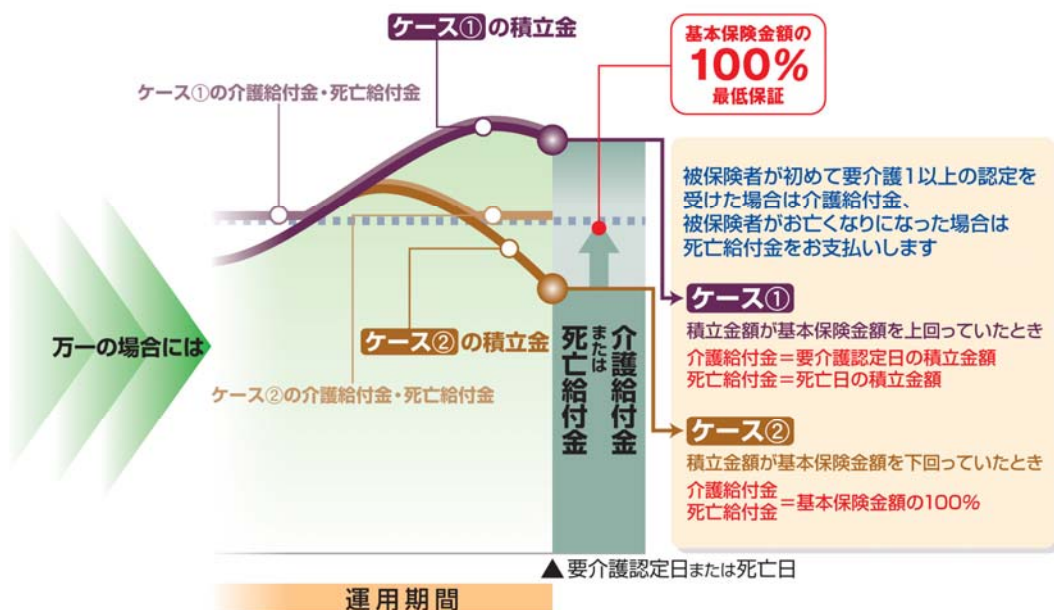 ケース①の積立金
基本保険金額の
100%
最低保証
ケース①の介護給付金・死亡給付金
被保険者が初めて要介護1以上の認定を
受けた場合は介護給付金、
被保険者がお亡くなりになった場合は
死亡給付金をお支払いします
万一の場合には
ケース②の積立金
ケース②の介護給付金・死亡給付金
介護給付金
または
死亡給付金
ケース①
積立金額が基本保険金額を上回っていたとき
介護給付金＝要介護認定日の積立金額
死亡給付金＝死亡日の積立金額
ケース②
積立金額が基本保険金額を下回っていたとき
介護給付金
死亡給付金＝基本保険金額の100%
▲要介護認定日または死亡日
運用期間